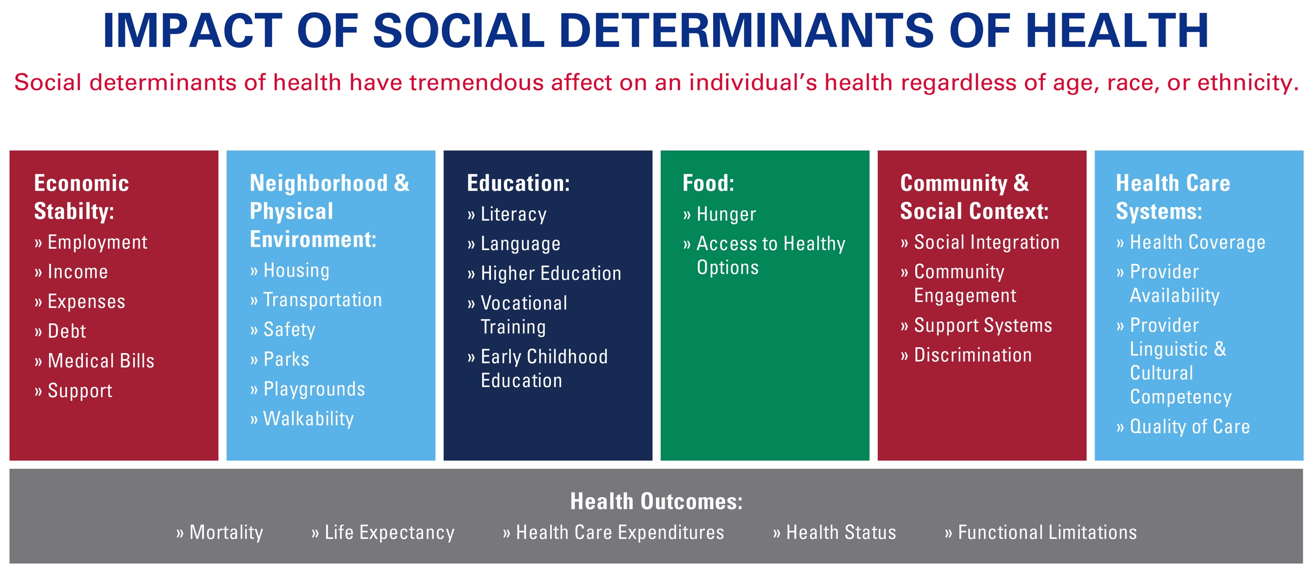 IMPACT OF SOCIAL DETERMINANTS OF HEALTH
Social determinants of health have tremendous affect on an individual’s health regardless of age, race, or ethnicity.
Economic
Stabilty:
» Employment
» Income
» Expenses
» Debt
» Medical Bills
» Support
Neighborhood &
Physical
Environment:
» Housing
» Transportation
» Safety
» Parks
» Playgrounds
» Walkability
Education:
» Literacy
» Language
» Higher Education
» Vocational
Training
» Early Childhood
Education
Food:
» Hunger
» Access to Healthy
Options
Community &
Social Context:
» Social Integration
» Community
Engagement
» Support Systems
» Discrimination
Health Care
Systems:
» Health Coverage
» Provider
Availability
» Provider
Linguistic &
Cultural
Competency
» Quality of Care
Health Outcomes:
» Mortality » Life Expectancy » Health Care Expenditures » Health Status » Functional Limitations